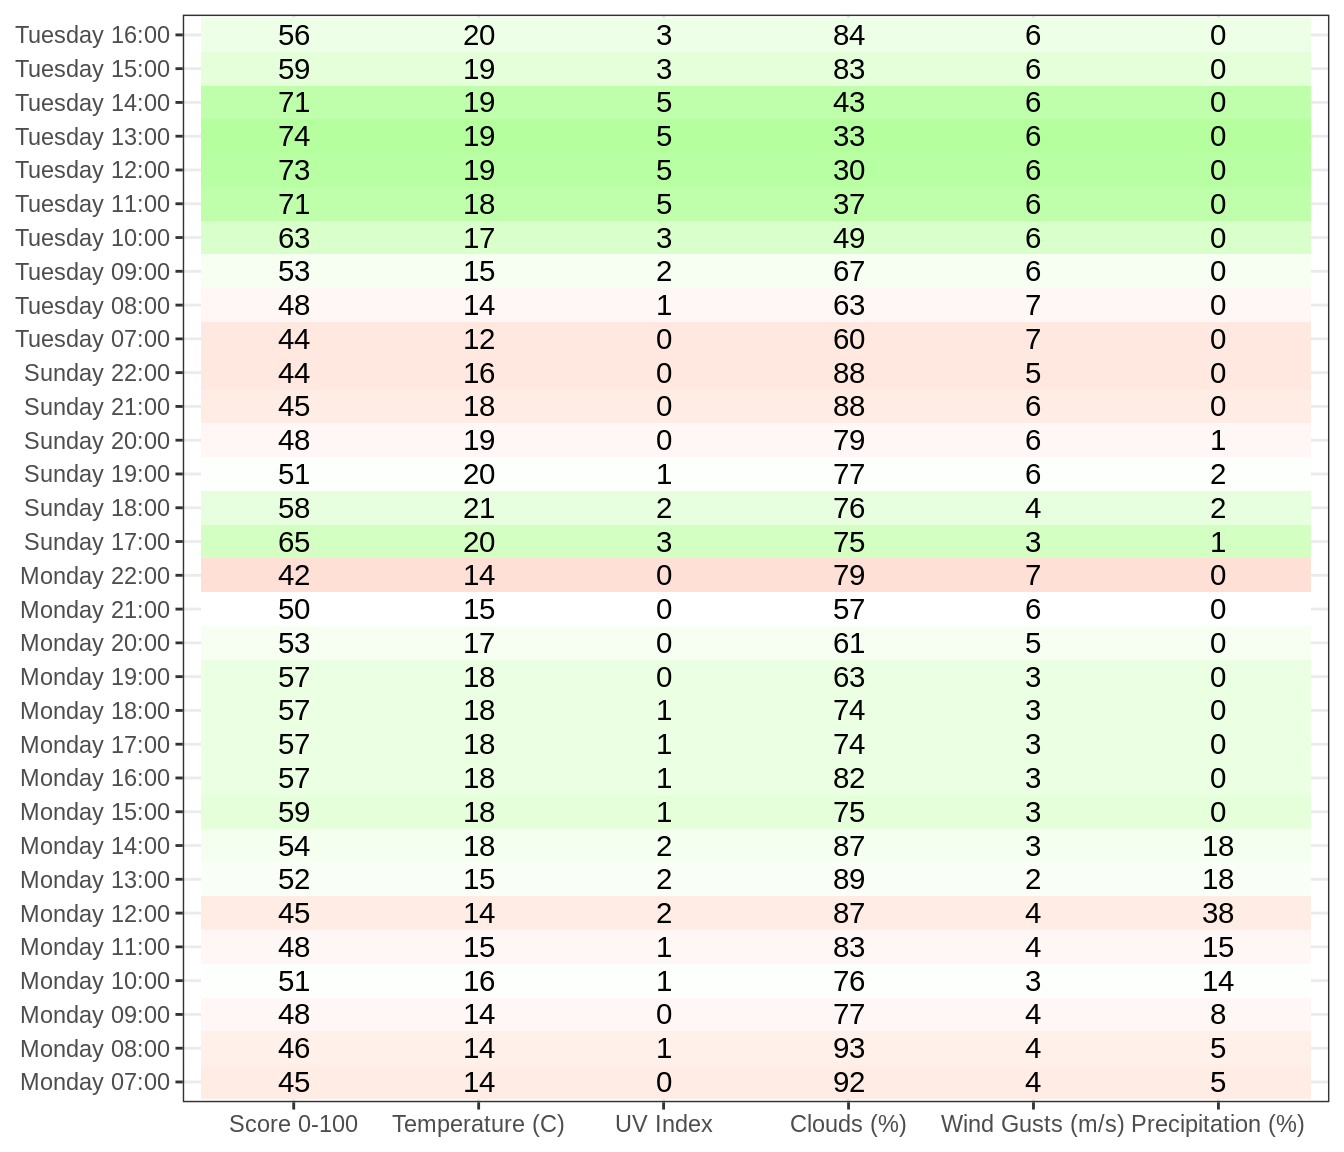 Tuesday 16:00 56 20 3 84 6 0
Tuesday 15:00 59 19 3 83 6 0
Tuesday 14:00 71 19 5 43 6 0
Tuesday 13:00 74 19 5 33 6 0
Tuesday 12:00 73 19 5 30 6 0
Tuesday 11:00 71 18 5 37 6 0
Tuesday 10:00 63 17 3 49 6 0
Tuesday 09:00 53 15 2 67 6 0
Tuesday 08:00 48 14 1 63 7 0
Tuesday 07:00 44 12 0 60 7 0
Sunday 22:00 44 16 0 88 5 0
Sunday 21:00 45 18 0 88 6 0
Sunday 20:00 48 19 0 79 6 1
Sunday 19:00 51 20 1 77 6 2
Sunday 18:00 58 21 2 76 4 2
Sunday 17:00 65 20 3 75 3 1
Monday 22:00 42 14 0 79 7 0
Monday 21:00 50 15 0 57 6 0
Monday 20:00 53 17 0 61 5 0
Monday 19:00 57 18 0 63 3 0
Monday 18:00 57 18 1 74 3 0
Monday 17:00 57 18 1 74 3 0
Monday 16:00 57 18 1 82 3 0
Monday 15:00 59 18 1 75 3 0
Monday 14:00 54 18 2 87 3 18
Monday 13:00 52 15 2 89 2 18
Monday 12:00 45 14 2 87 4 38
Monday 11:00 48 15 1 83 4 15
Monday 10:00 51 16 1 76 3 14
Monday 09:00 48 14 0 77 4 8
Monday 08:00 46 14 1 93 4 5
Monday 07:00 45 14 0 92 4 5
Score 0-100 Temperature (C) UV Index Clouds (%) Wind Gusts (m/s) Precipitation (%)